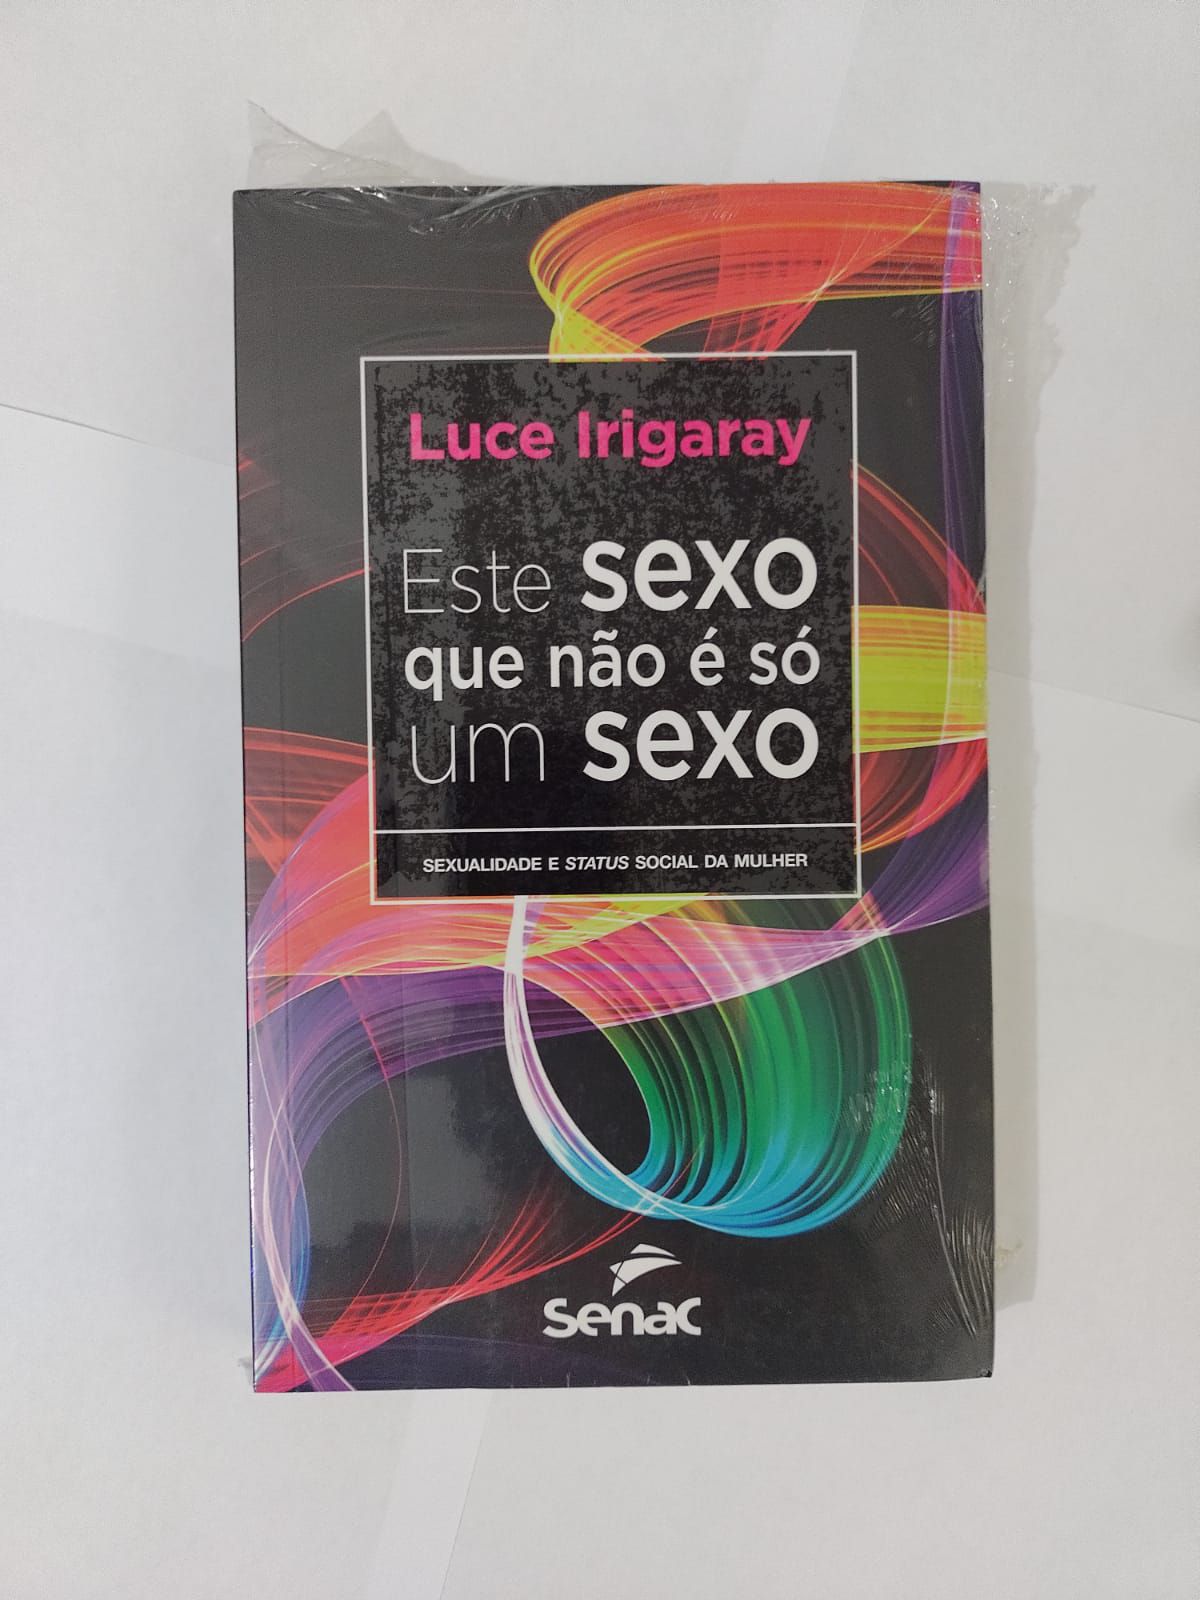 Luce Irigaray
Este sexo
que não é só
um sexo
SEXUALIDADE E STATUS SOCIAL DA MULHER
senac